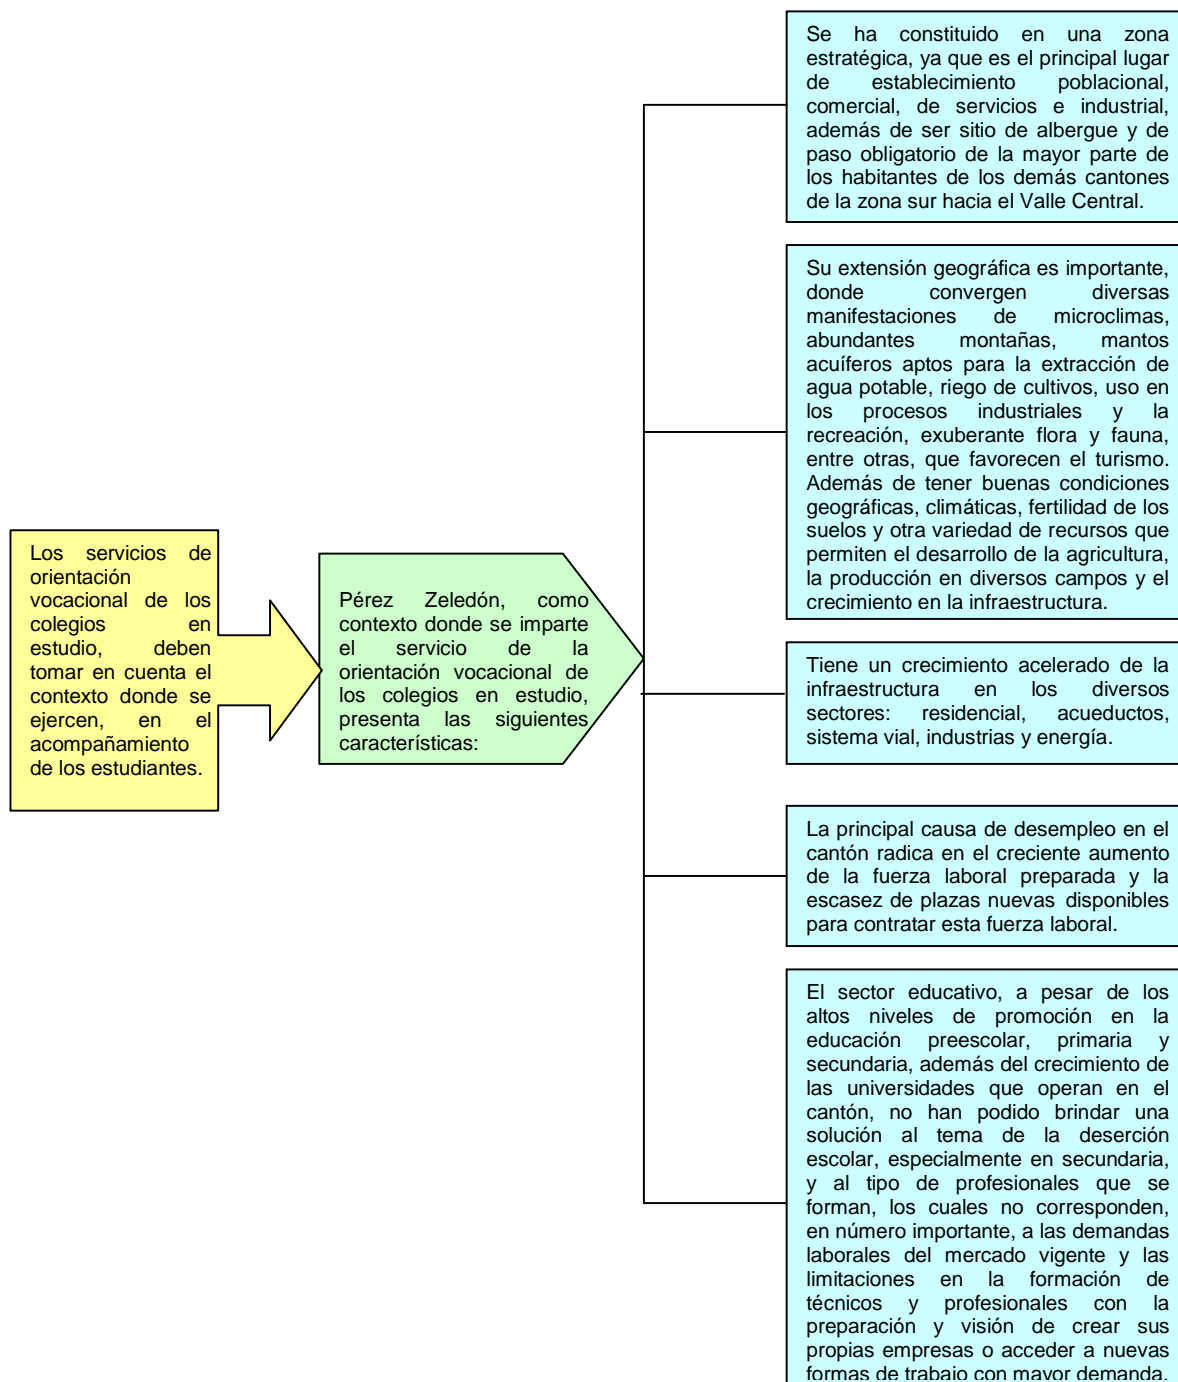 Los servicios de
orientación
vocacional de los
colegios en
estudio, deben
tomar en cuenta el
contexto donde se
ejercen, en el
acompañamiento
de los estudiantes.
Pérez Zeledón, como
contexto donde se imparte
el servicio de la
orientación vocacional de
los colegios en estudio,
presenta las siguientes
características:
Se ha constituido en una zona
estratégica, ya que es el principal lugar
de establecimiento poblacional,
comercial, de servicios e industrial,
además de ser sitio de albergue y de
paso obligatorio de la mayor parte de
los habitantes de los demás cantones
de la zona sur hacia el Valle Central.
Su extensión geográfica es importante,
donde convergen diversas
manifestaciones de microclimas,
abundantes montañas, mantos
acuíferos aptos para la extracción de
agua potable, riego de cultivos, uso en
los procesos industriales y la
recreación, exuberante flora y fauna,
entre otras, que favorecen el turismo.
Además de tener buenas condiciones
geográficas, climáticas, fertilidad de los
suelos y otra variedad de recursos que
permiten el desarrollo de la agricultura,
la producción en diversos campos y el
crecimiento en la infraestructura.
Tiene un crecimiento acelerado de la
infraestructura en los diversos
sectores: residencial, acueductos,
sistema vial, industrias y energía.
La principal causa de desempleo en el
cantón radica en el creciente aumento
de la fuerza laboral preparada y la
escasez de plazas nuevas disponibles
para contratar esta fuerza laboral.
El sector educativo, a pesar de los
altos niveles de promoción en la
educación preescolar, primaria y
secundaria, además del crecimiento de
las universidades que operan en el
cantón, no han podido brindar una
solución al tema de la deserción
escolar, especialmente en secundaria,
y al tipo de profesionales que se
forman, los cuales no corresponden,
en número importante, a las demandas
laborales del mercado vigente y las
limitaciones en la formación de
técnicos y profesionales con la
preparación y visión de crear sus
propias empresas o acceder a nuevas
formas de trabajo con mayor demanda.